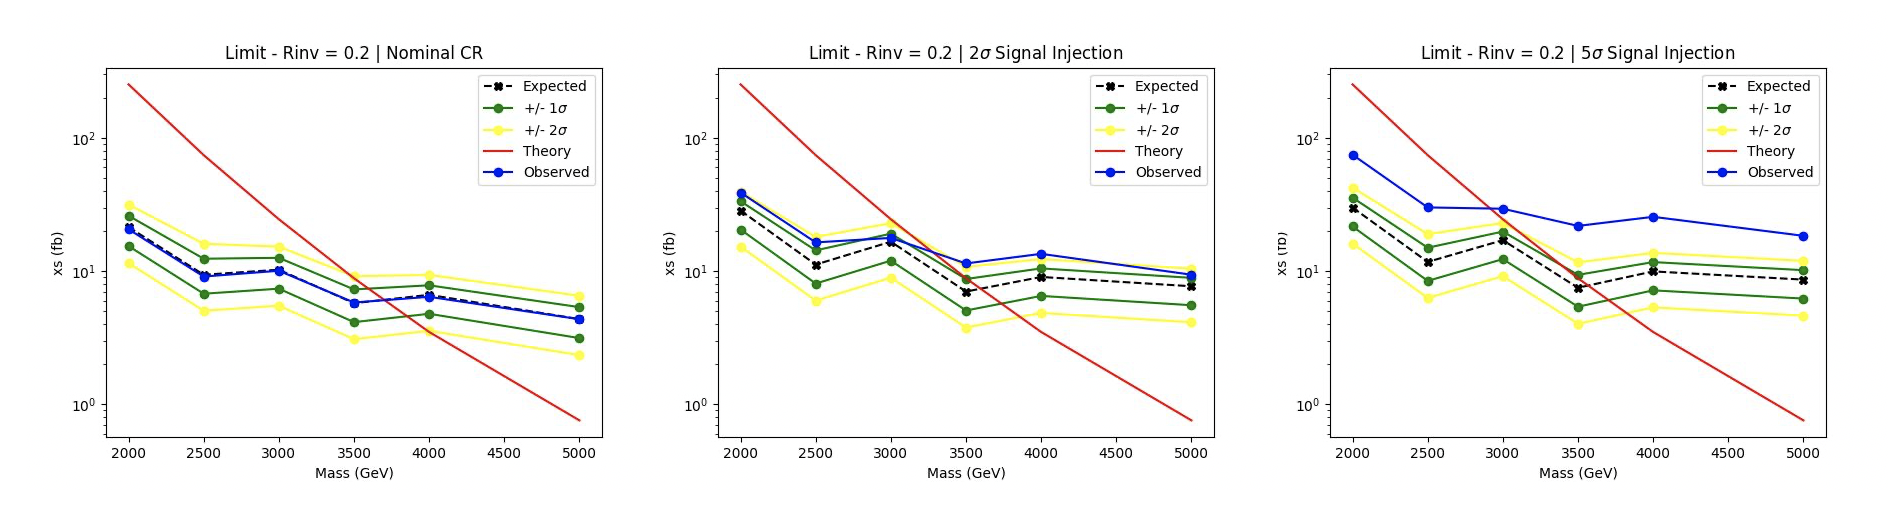 Limit - Rinv = 0.2 | Nominal CR
xs (fb)
10²
10¹
10⁰
Expected
+/- 1σ
+/- 2σ
Theory
Observed
2000 2500 3000 3500 4000 4500 5000
Mass (GeV)
Limit - Rinv = 0.2 | 2σ Signal Injection
xs (fb)
10²
10¹
10⁰
Expected
+/- 1σ
+/- 2σ
Theory
Observed
2000 2500 3000 3500 4000 4500 5000
Mass (GeV)
Limit - Rinv = 0.2 | 5σ Signal Injection
xs (fb)
10²
10¹
10⁰
Expected
+/- 1σ
+/- 2σ
Theory
Observed
2000 2500 3000 3500 4000 4500 5000
Mass (GeV)